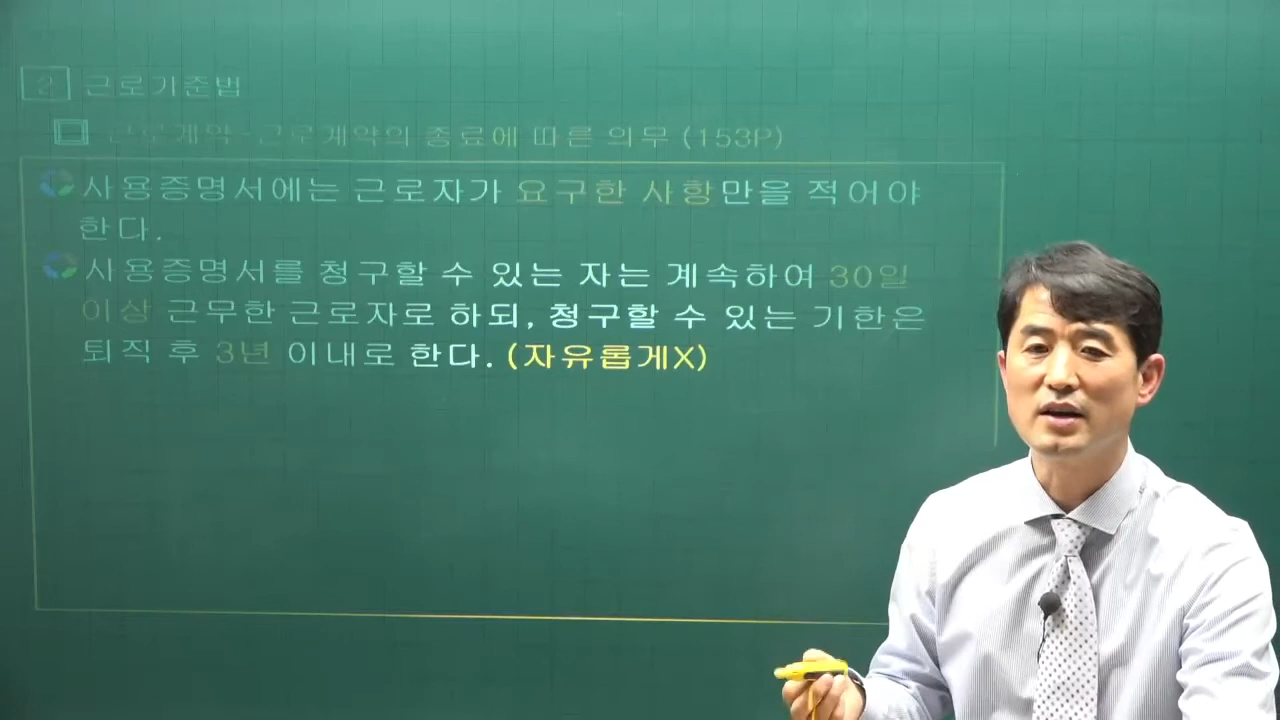 2 근로기준법
근로계약-근로계약의 종료에 따른 의무 (153P)
사용증명서에는 근로자가 요구한 사항만을 적어야
한다.
사용증명서를 청구할 수 있는 자는 계속하여 30일
이상 근무한 근로자로 하되, 청구할 수 있는 기한은
퇴직 후 3년 이내로 한다. (자유롭게X)